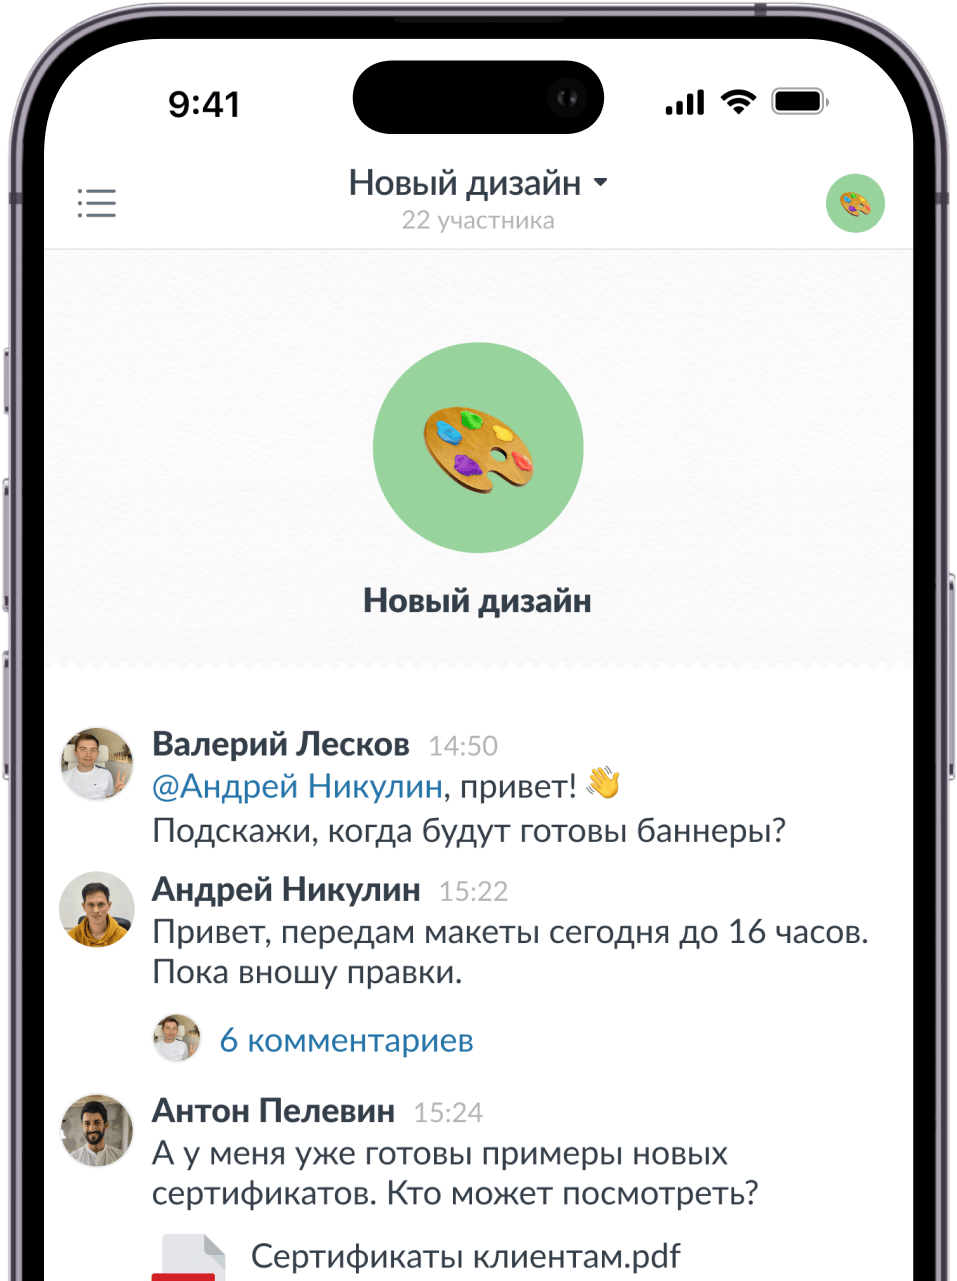 9:41
Новый дизайн
22 участника
Новый дизайн
Валерий Лесков 14:50
@Андрей Никулин, привет! 👋
Подскажи, когда будут готовы баннеры?
Андрей Никулин 15:22
Привет, передам макеты сегодня до 16 часов.
Пока вношу правки.
6 комментариев
Антон Пелевин 15:24
А у меня уже готовы примеры новых
сертификатов. Кто может посмотреть?
Сертификаты клиентам.pdf